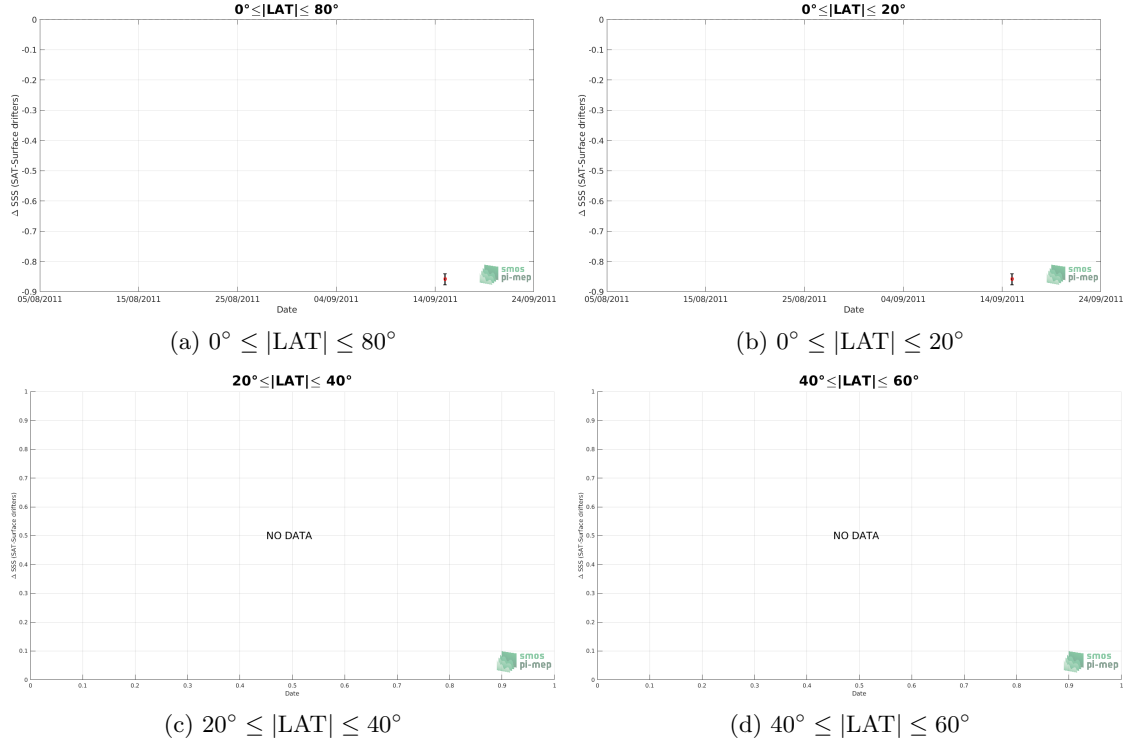 0°≤|LAT|≤ 80°
0
-0.1
-0.2
-0.3
-0.4
-0.5
-0.6
-0.7
-0.8
-0.9
Δ SSS (SAT-Surface drifters)
05/08/2011 15/08/2011 25/08/2011 04/09/2011 14/09/2011 24/09/2011
Date
smos
pi-mep
(a) 0° ≤ |LAT| ≤ 80°
0°≤|LAT|≤ 20°
0
-0.1
-0.2
-0.3
-0.4
-0.5
-0.6
-0.7
-0.8
-0.9
Δ SSS (SAT-Surface drifters)
05/08/2011 15/08/2011 25/08/2011 04/09/2011 14/09/2011 24/09/2011
Date
smos
pi-mep
(b) 0° ≤ |LAT| ≤ 20°
20°≤|LAT|≤ 40°
1
0.9
0.8
0.7
0.6
0.5
0.4
0.3
0.2
0.1
0
Δ SSS (SAT-Surface drifters)
NO DATA
0 0.1 0.2 0.3 0.4 0.5 0.6 0.7 0.8 0.9 1
Date
smos
pi-mep
(c) 20° ≤ |LAT| ≤ 40°
40°≤|LAT|≤ 60°
1
0.9
0.8
0.7
0.6
0.5
0.4
0.3
0.2
0.1
0
Δ SSS (SAT-Surface drifters)
NO DATA
0 0.1 0.2 0.3 0.4 0.5 0.6 0.7 0.8 0.9 1
Date
smos
pi-mep
(d) 40° ≤ |LAT| ≤ 60°